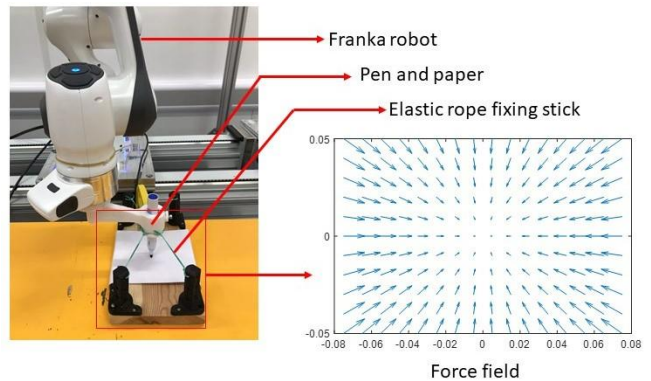 Franka robot
Pen and paper
Elastic rope fixing stick
0.05
0
-0.05
-0.08 -0.06 -0.04 -0.02 0 0.02 0.04 0.06 0.08
Force field